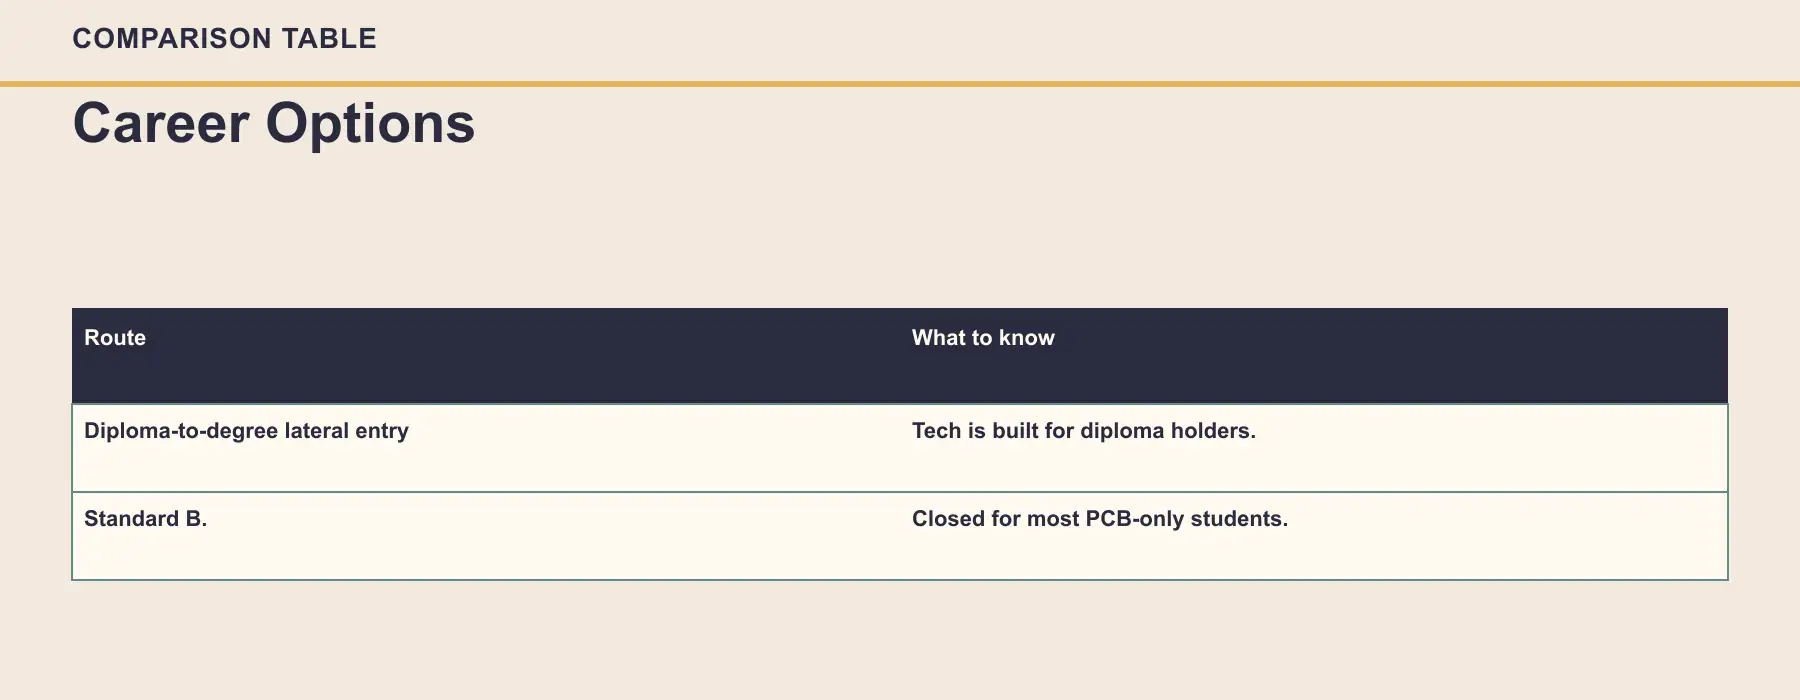 COMPARISON TABLE
Career Options
Route What to know
Diploma-to-degree lateral entry Tech is built for diploma holders.
Standard B. Closed for most PCB-only students.